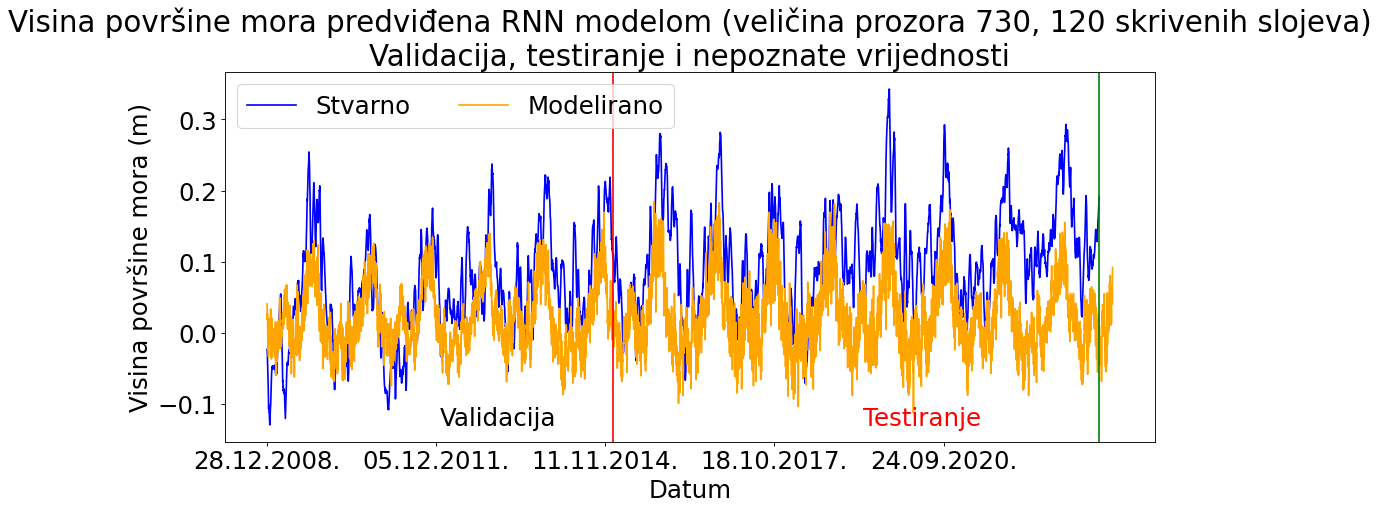 Visina površine mora predviđena RNN modelom (veličina prozora 730, 120 skrivenih slojeva)
Validacija, testiranje i nepoznate vrijednosti
Stvarno
Modelirano
Visina površine mora (m)
0.3
0.2
0.1
0.0
−0.1
Validacija
Testiranje
28.12.2008.
05.12.2011.
11.11.2014.
18.10.2017.
24.09.2020.
Datum